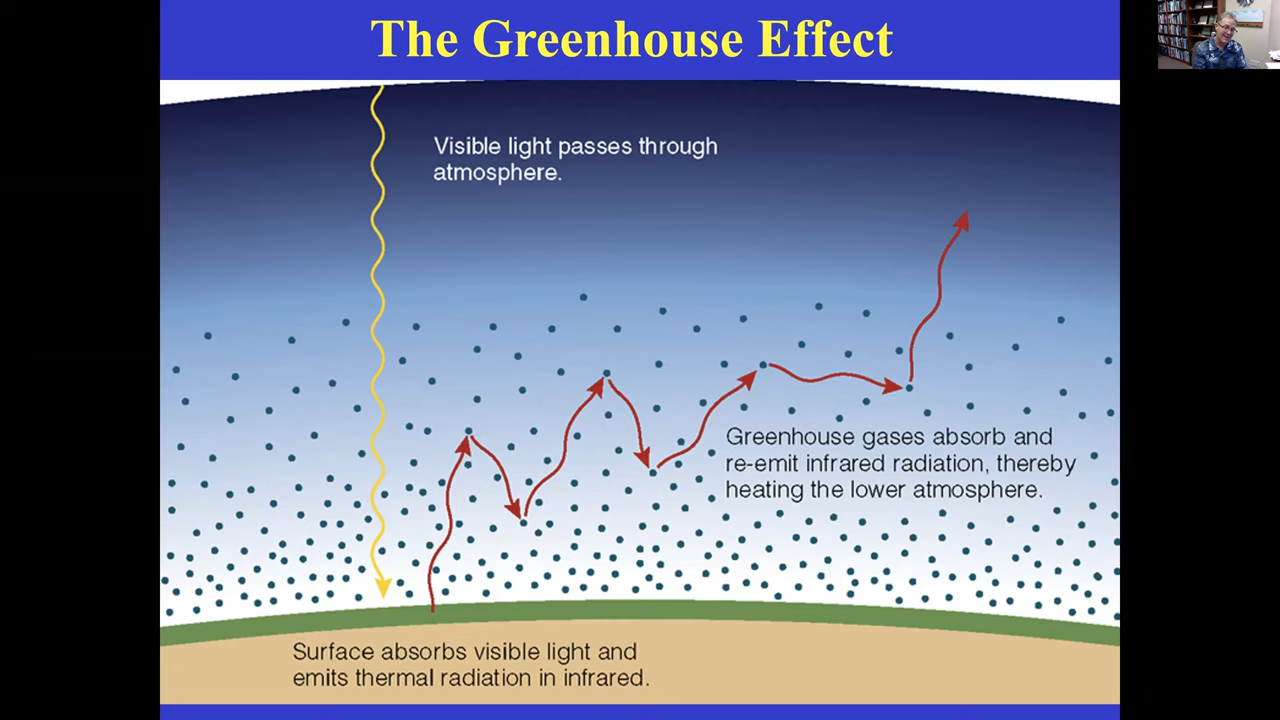 The Greenhouse Effect
Visible light passes through
atmosphere.
Greenhouse gases absorb and
re-emit infrared radiation, thereby
heating the lower atmosphere.
Surface absorbs visible light and
emits thermal radiation in infrared.